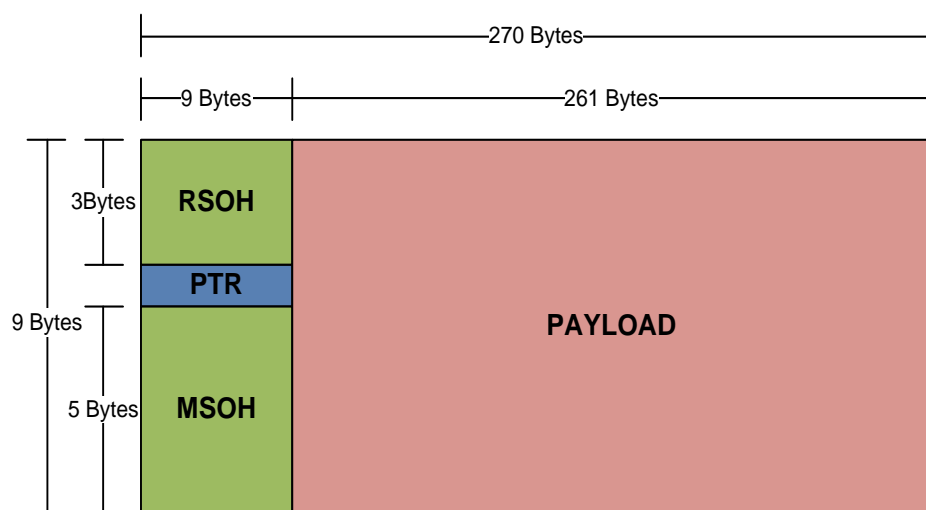 270 Bytes
9 Bytes
261 Bytes
3Bytes
RSOH
PTR
9 Bytes
PAYLOAD
5 Bytes
MSOH